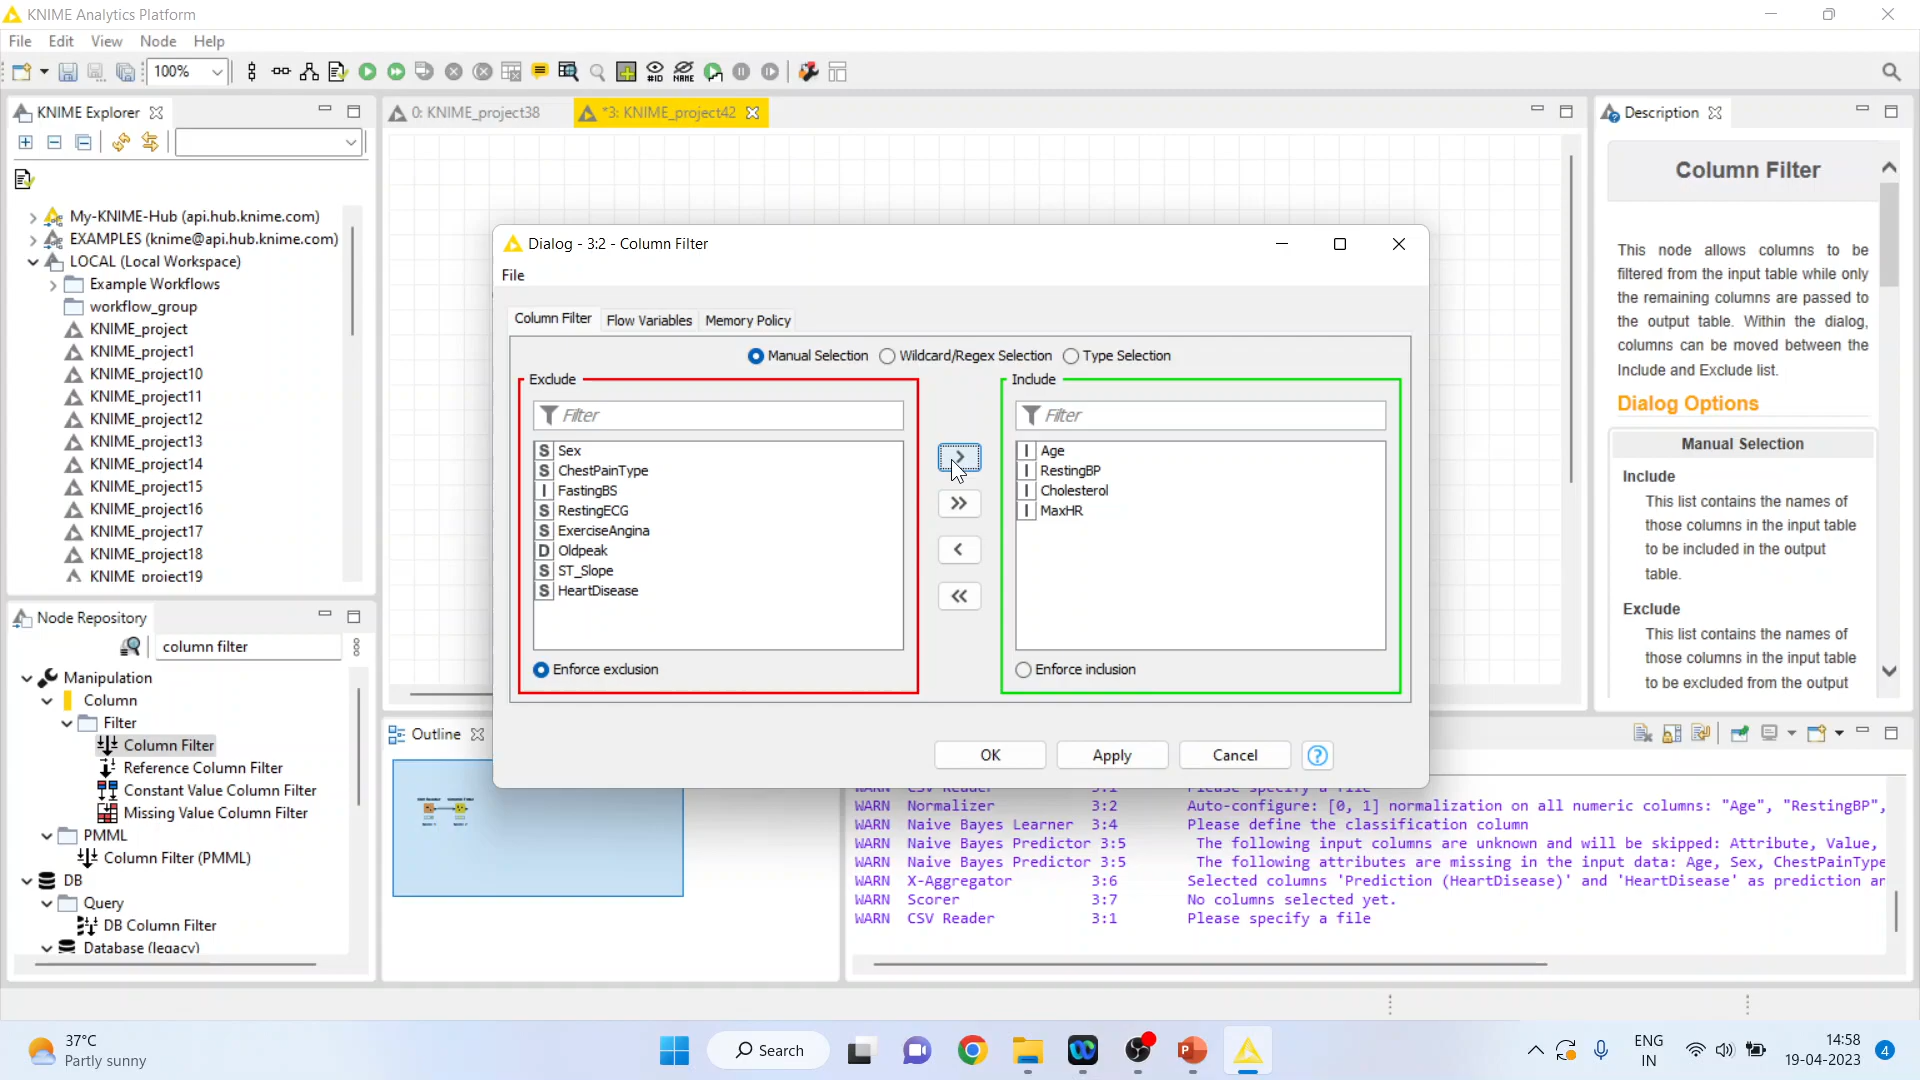 KNIME Analytics Platform
File Edit View Node Help
100%
KNIME Explorer
0: KNIME_project38
*3: KNIME_project42
Description
My-KNIME-Hub (api.hub.knime.com)
EXAMPLES (knime@api.hub.knime.com)
LOCAL (Local Workspace)
Example Workflows
workflow_group
KNIME_project
KNIME_project1
KNIME_project10
KNIME_project11
KNIME_project12
KNIME_project13
KNIME_project14
KNIME_project15
KNIME_project16
KNIME_project17
KNIME_project18
KNIME_project19
Node Repository
column filter
Manipulation
Column
Filter
Column Filter
Reference Column Filter
Constant Value Column Filter
Missing Value Column Filter
PMML
Column Filter (PMML)
DB
Query
DB Column Filter
Database (legacy)
Dialog - 3:2 - Column Filter
File
Column Filter Flow Variables Memory Policy
Manual Selection Wildcard/Regex Selection Type Selection
Exclude
Filter
S Sex
S ChestPainType
I FastingBS
S RestingECG
S ExerciseAngina
D Oldpeak
S ST_Slope
S HeartDisease
Enforce exclusion
>
>>
<
<<
Include
Filter
I Age
I RestingBP
I Cholesterol
I MaxHR
Enforce inclusion
OK Apply Cancel ?
Column Filter
This node allows columns to be
filtered from the input table while only
the remaining columns are passed to
the output table. Within the dialog,
columns can be moved between the
Include and Exclude list.
Dialog Options
Manual Selection
Include
This list contains the names of
those columns in the input table
to be included in the output
table.
Exclude
This list contains the names of
those columns in the input table
to be excluded from the output
Outline
WARN CSV Reader 3:1 Please specify a file
WARN Normalizer 3:2 Auto-configure: [0, 1] normalization on all numeric columns: "Age", "RestingBP",
WARN Naive Bayes Learner 3:4 Please define the classification column
WARN Naive Bayes Predictor 3:5 The following input columns are unknown and will be skipped: Attribute, Value,
WARN Naive Bayes Predictor 3:5 The following attributes are missing in the input data: Age, Sex, ChestPainType
WARN X-Aggregator 3:6 Selected columns 'Prediction (HeartDisease)' and 'HeartDisease' as prediction ar
WARN Scorer 3:7 No columns selected yet.
WARN CSV Reader 3:1 Please specify a file
37°C
Partly sunny
Search
ENG
IN
14:58
19-04-2023
4